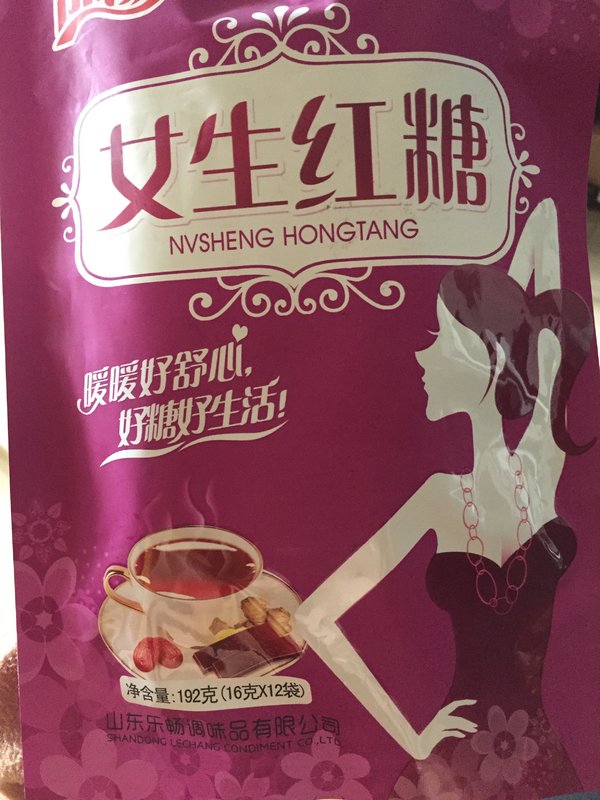 女生红糖
NVSHENG HONGTANG
暖暖好舒心,
好糖好生活!
净含量:192克(16克X12袋)
山东乐畅调味品有限公司
SHANDONG LECHANG CONDIMENT CO.,LTD